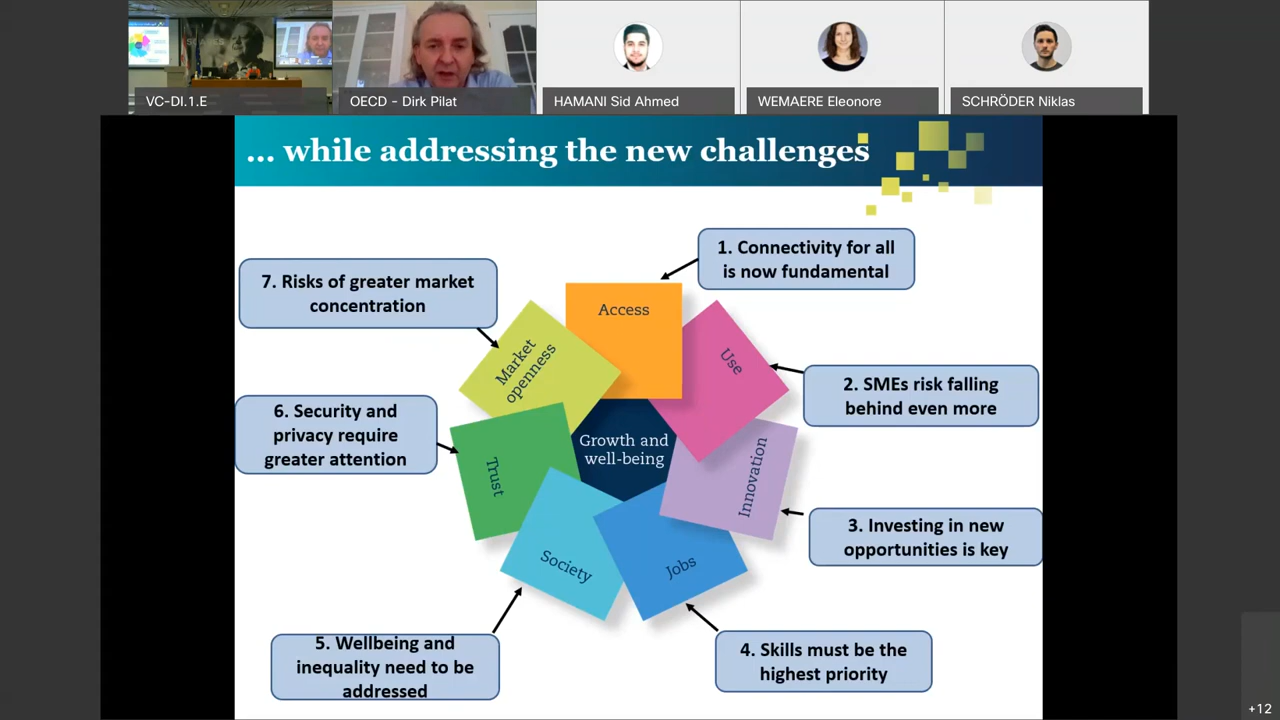 VC-DI.1.E
OECD - Dirk Pilat
HAMANI Sid Ahmed
WEMAERE Eleonore
SCHRÖDER Niklas
... while addressing the new challenges
1. Connectivity for all
is now fundamental
7. Risks of greater market
concentration
Access
Market
openness
Use
2. SMEs risk falling
behind even more
6. Security and
privacy require
greater attention
Growth and
well-being
Trust
Innovation
3. Investing in new
opportunities is key
Society
Jobs
5. Wellbeing and
inequality need to be
addressed
4. Skills must be the
highest priority
+12